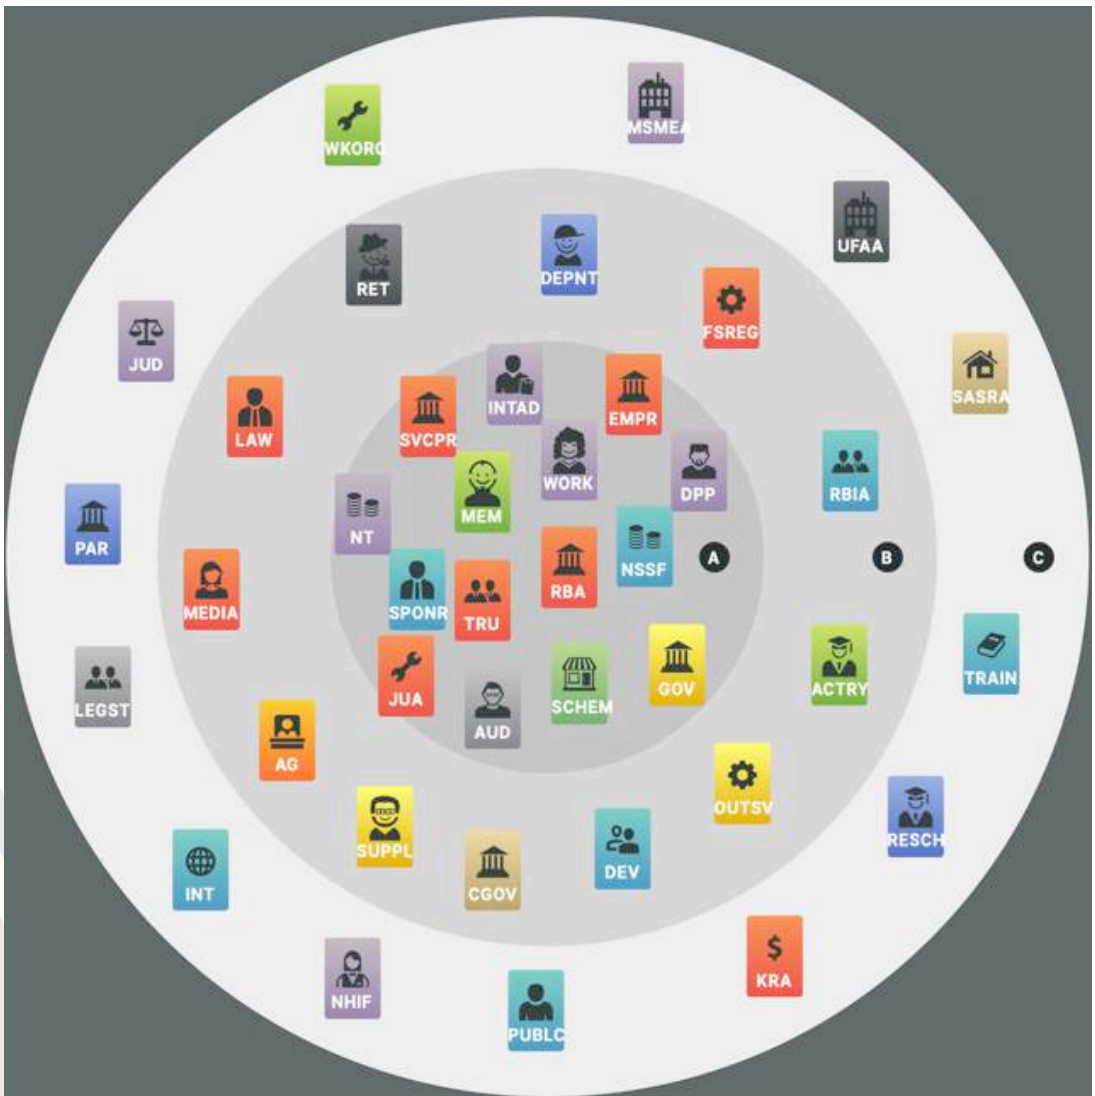 MSMEA
WKORG
UFAA
DEPNT
RET
FSREG
JUD
SASRA
INTAD
EMPR
LAW
SVCPR
WORK
DPP
RBIA
MEM
NT
PAR
A
B
C
NSSF
RBA
MEDIA
SPONR
TRU
TRAIN
GOV
ACTRY
JUA
SCHEM
LEGST
AUD
AG
OUTSV
RESCH
SUPPL
DEV
INT
CGOV
KRA
NHIF
PUBLC